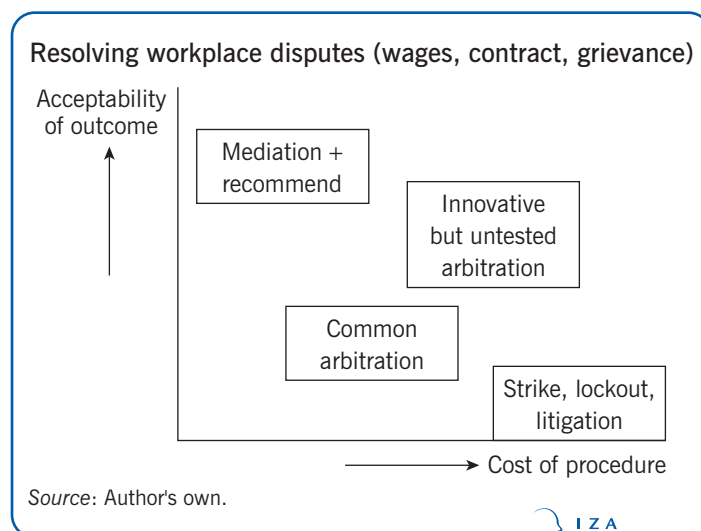 Resolving workplace disputes (wages, contract, grievance)
Acceptability
of outcome
Mediation +
recommend
Innovative
but untested
arbitration
Common
arbitration
Strike, lockout,
litigation
Cost of procedure
Source: Author's own.
I Z A